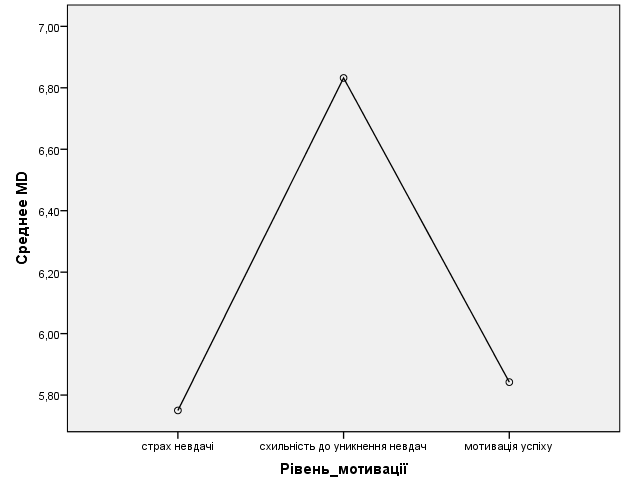 7,00
6,80
6,60
6,40
6,20
6,00
5,80
Среднее MD
страх невдачі
схильність до уникнення невдач
мотивація успіху
Рівень_мотивації